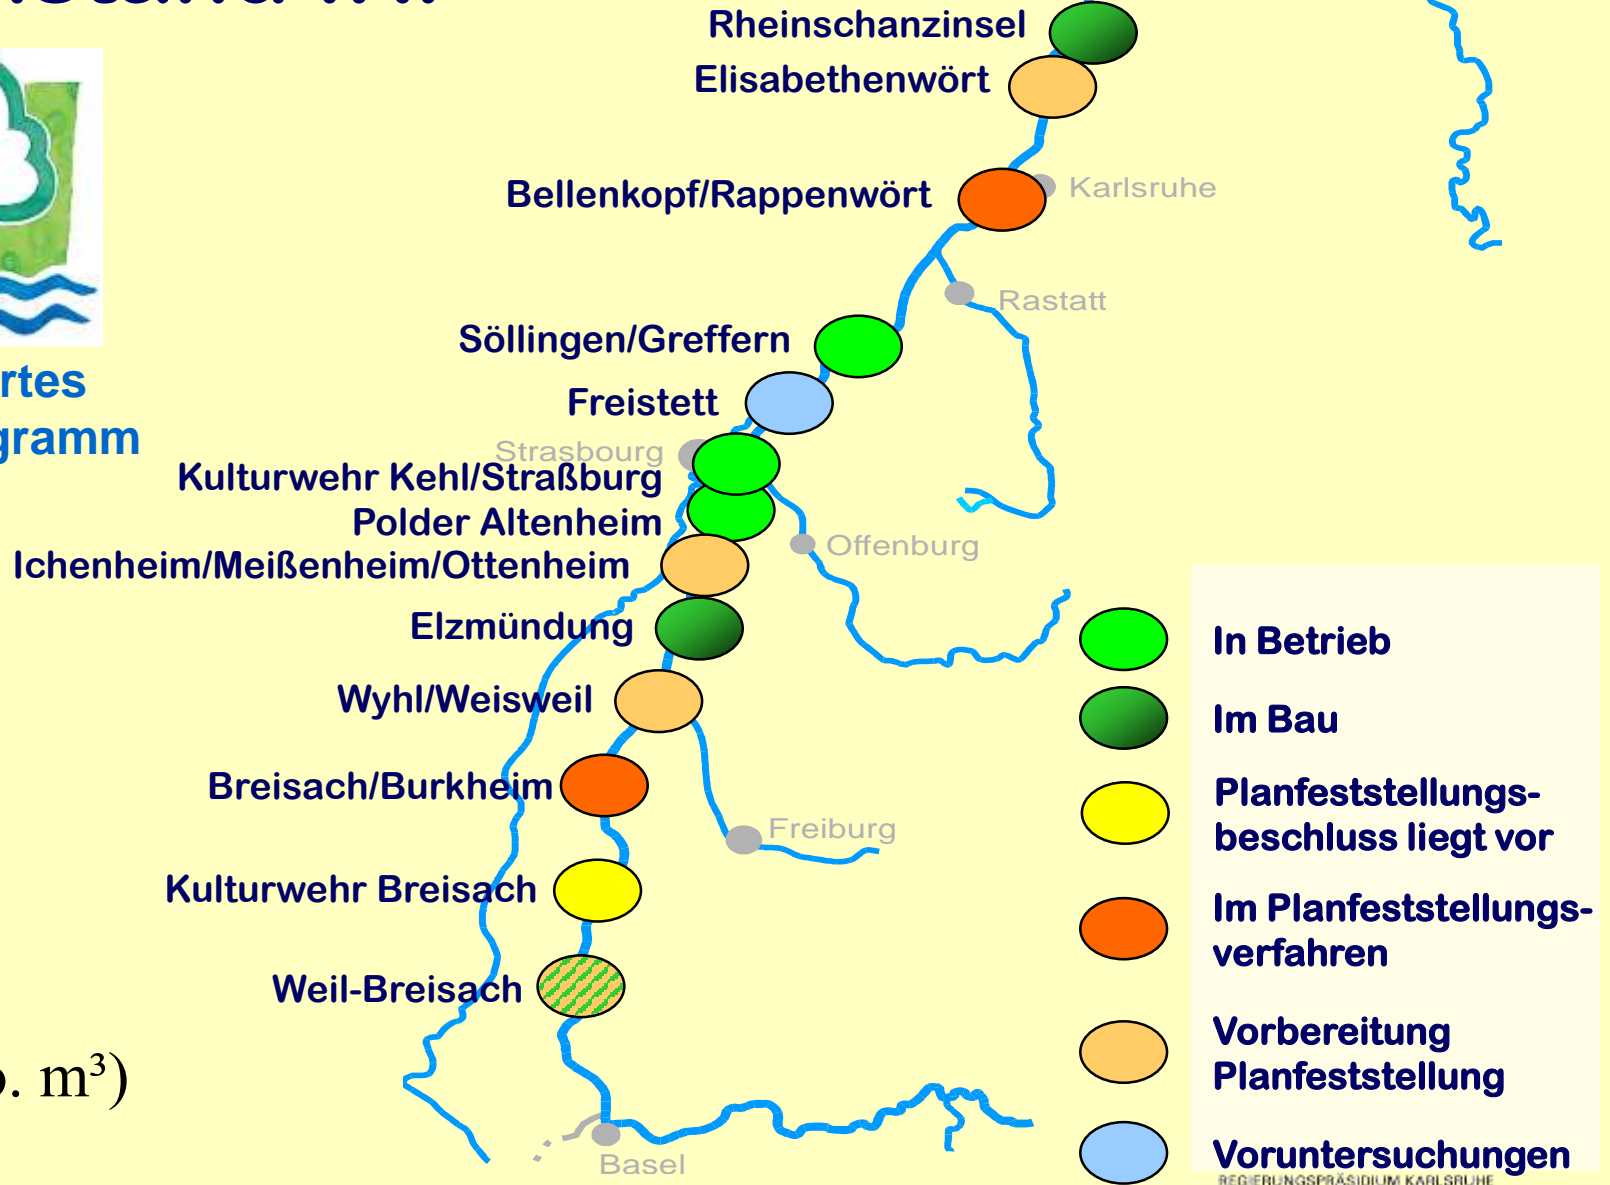 Rheinschanzinsel
Elisabethenwört
Bellenkopf/Rappenwört
Karlsruhe
Rastatt
Söllingen/Greffern
Freistett
Strasbourg
Kulturwehr Kehl/Straßburg
Polder Altenheim
Offenburg
Ichenheim/Meißenheim/Ottenheim
Elzmündung
Wyhl/Weisweil
Breisach/Burkheim
Freiburg
Kulturwehr Breisach
Weil-Breisach
Basel
rtes
gramm
. m³)
In Betrieb
Im Bau
Planfeststellungs-
beschluss liegt vor
Im Planfeststellungs-
verfahren
Vorbereitung
Planfeststellung
Voruntersuchungen
REGIERUNGSPRÄSIDIUM KARLSRUHE